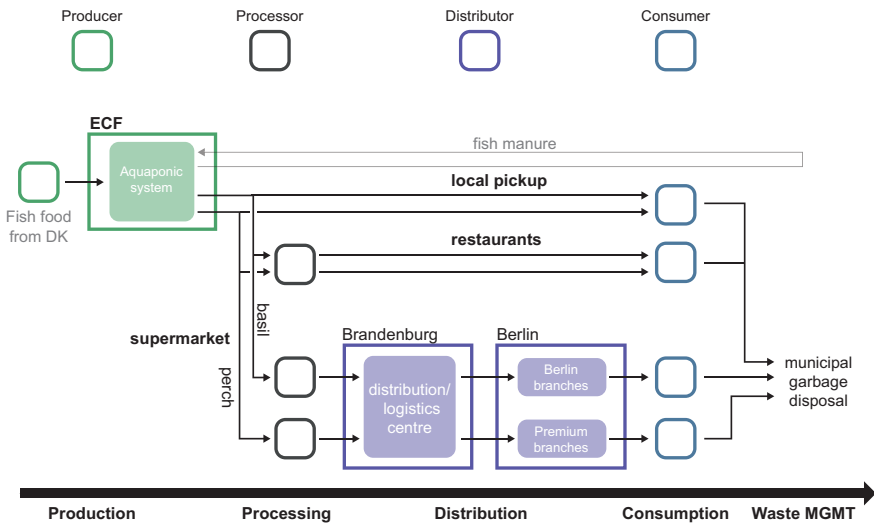 Producer
Processor
Distributor
Consumer
ECF
fish manure
Aquaponic
system
local pickup
Fish food
from DK
restaurants
basil
supermarket
perch
Brandenburg
Berlin
distribution/
logistics
centre
Berlin
branches
Premium
branches
municipal
garbage
disposal
Production
Processing
Distribution
Consumption
Waste MGMT